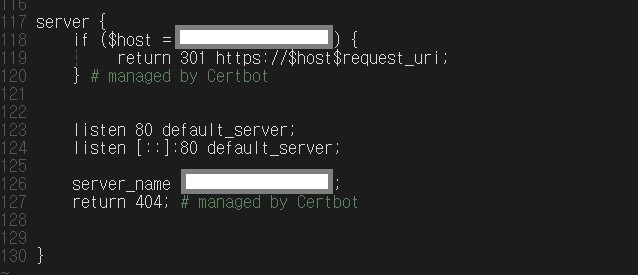 116
117 server {
118     if ($host = ) {
119         return 301 https://$host$request_uri;
120     } # managed by Certbot
121
122
123     listen 80 default_server;
124     listen [::]:80 default_server;
125
126     server_name ;
127     return 404; # managed by Certbot
128
129
130 }
~